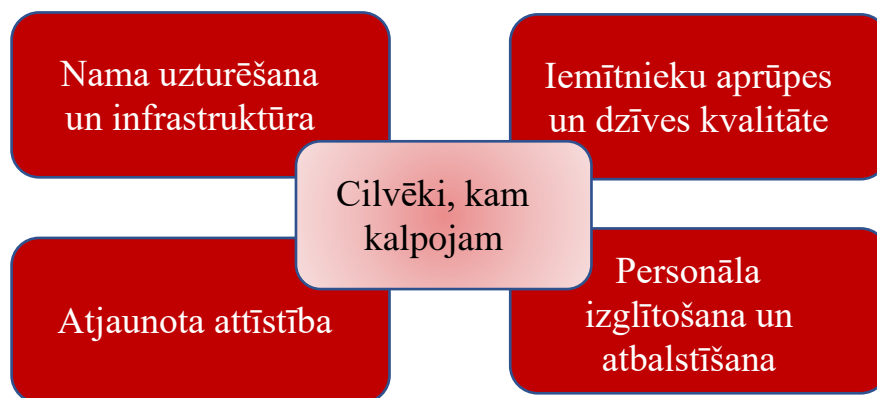 Nama uzturēšana
un infrastruktūra
Iemītnieku aprūpes
un dzīves kvalitāte
Cilvēki, kam
kalpojam
Atjaunota attīstība
Personāla
izglītošana un
atbalstīšana